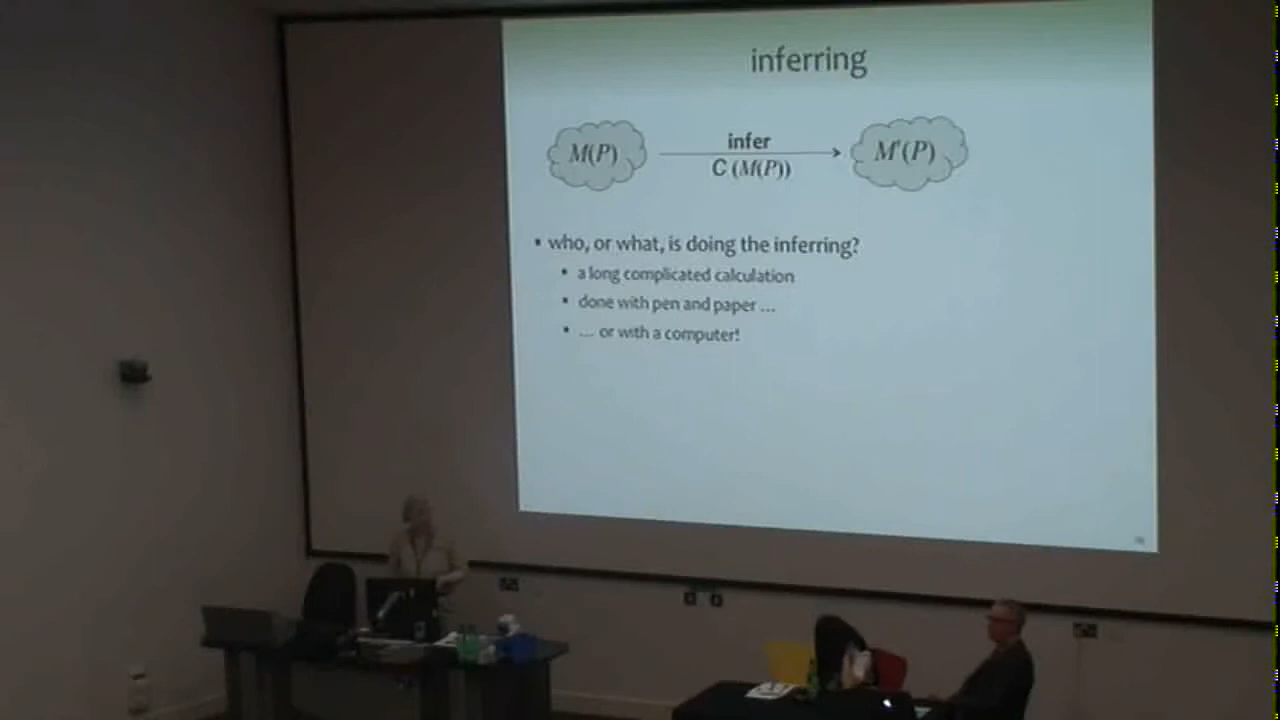 inferring
M(P)
infer
C (M(P))
M'(P)
▪ who, or what, is doing the inferring?
▪ a long complicated calculation
▪ done with pen and paper ...
▪ ... or with a computer!